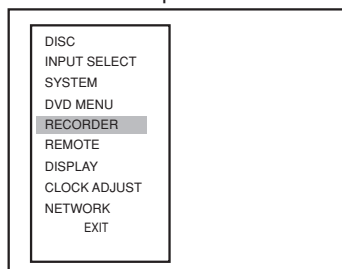 DISC
INPUT SELECT
SYSTEM
DVD MENU
RECORDER
REMOTE
DISPLAY
CLOCK ADJUST
NETWORK
EXIT